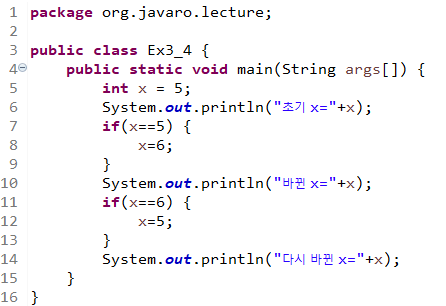 1 package org.javaro.lecture;
2
3 public class Ex3_4 {
4     public static void main(String args[]) {
5         int x = 5;
6         System.out.println("초기 x="+x);
7         if(x==5) {
8             x=6;
9         }
10         System.out.println("바뀐 x="+x);
11         if(x==6) {
12             x=5;
13         }
14         System.out.println("다시 바뀐 x="+x);
15     }
16 }